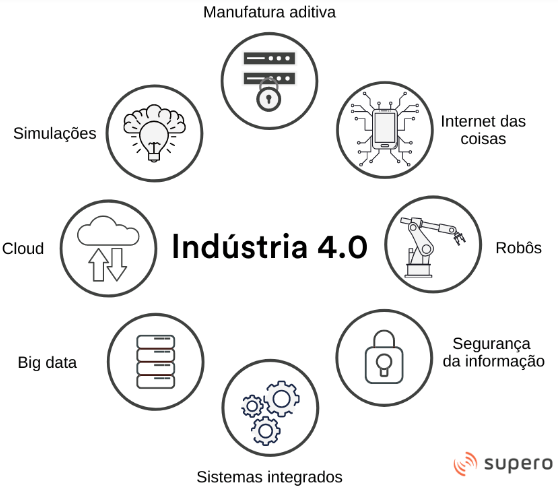 Manufatura aditiva
Simulações
Internet das
coisas
Cloud
Indústria 4.0
Robôs
Big data
Segurança
da informação
Sistemas integrados
supero